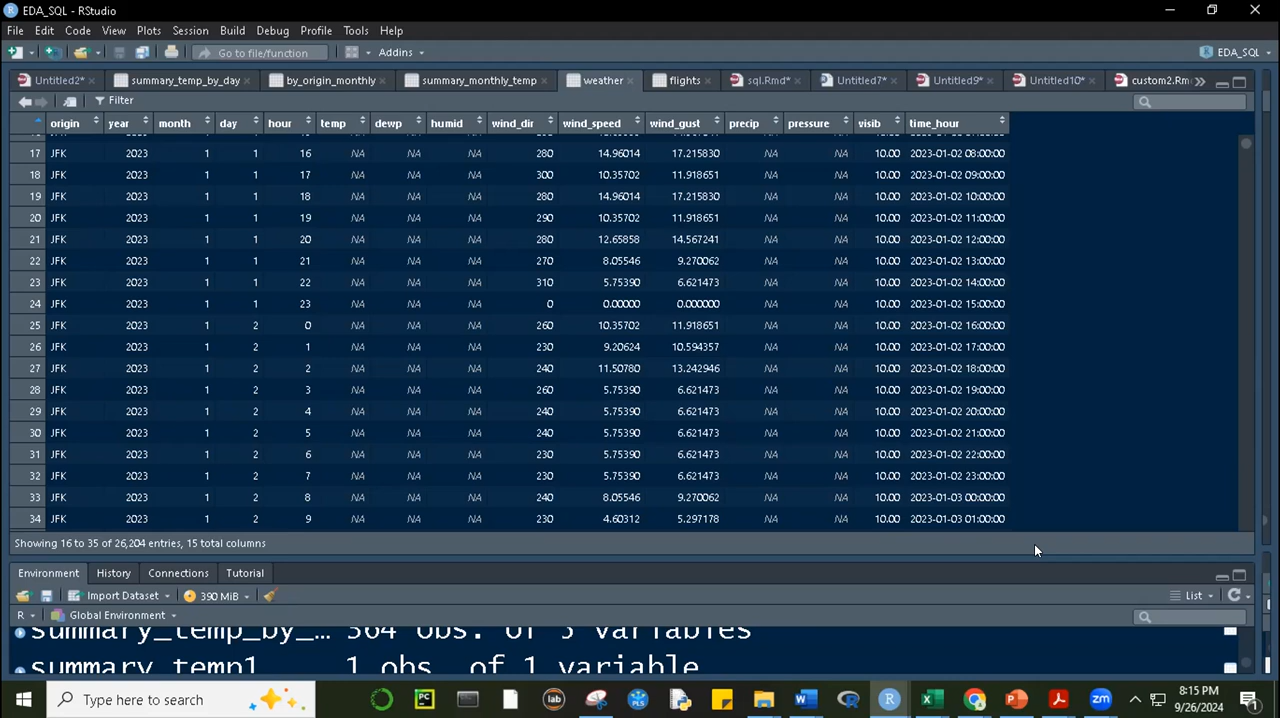 EDA_SQL - RStudio
File Edit Code View Plots Session Build Debug Profile Tools Help
Go to file/function Addins EDA_SQL
Untitled2* summary_temp_by_day by_origin_monthly summary_monthly_temp weather flights sql.Rmd* Untitled7* Untitled9* Untitled10* custom2.Rm
Filter
origin year month day hour temp dewp humid wind_dir wind_speed wind_gust precip pressure visib time_hour
17 JFK 2023 1 1 16 NA NA NA 280 14.96014 17.215830 NA NA 10.00 2023-01-02 08:00:00
18 JFK 2023 1 1 17 NA NA NA 300 10.35702 11.918651 NA NA 10.00 2023-01-02 09:00:00
19 JFK 2023 1 1 18 NA NA NA 280 14.96014 17.215830 NA NA 10.00 2023-01-02 10:00:00
20 JFK 2023 1 1 19 NA NA NA 290 10.35702 11.918651 NA NA 10.00 2023-01-02 11:00:00
21 JFK 2023 1 1 20 NA NA NA 280 12.65858 14.567241 NA NA 10.00 2023-01-02 12:00:00
22 JFK 2023 1 1 21 NA NA NA 270 8.05546 9.270062 NA NA 10.00 2023-01-02 13:00:00
23 JFK 2023 1 1 22 NA NA NA 310 5.75390 6.621473 NA NA 10.00 2023-01-02 14:00:00
24 JFK 2023 1 1 23 NA NA NA 0 0.00000 0.000000 NA NA 10.00 2023-01-02 15:00:00
25 JFK 2023 1 2 0 NA NA NA 260 10.35702 11.918651 NA NA 10.00 2023-01-02 16:00:00
26 JFK 2023 1 2 1 NA NA NA 230 9.20624 10.594357 NA NA 10.00 2023-01-02 17:00:00
27 JFK 2023 1 2 2 NA NA NA 240 11.50780 13.242946 NA NA 10.00 2023-01-02 18:00:00
28 JFK 2023 1 2 3 NA NA NA 260 5.75390 6.621473 NA NA 10.00 2023-01-02 19:00:00
29 JFK 2023 1 2 4 NA NA NA 240 5.75390 6.621473 NA NA 10.00 2023-01-02 20:00:00
30 JFK 2023 1 2 5 NA NA NA 240 5.75390 6.621473 NA NA 10.00 2023-01-02 21:00:00
31 JFK 2023 1 2 6 NA NA NA 230 5.75390 6.621473 NA NA 10.00 2023-01-02 22:00:00
32 JFK 2023 1 2 7 NA NA NA 230 5.75390 6.621473 NA NA 10.00 2023-01-02 23:00:00
33 JFK 2023 1 2 8 NA NA NA 240 8.05546 9.270062 NA NA 10.00 2023-01-03 00:00:00
34 JFK 2023 1 2 9 NA NA NA 230 4.60312 5.297178 NA NA 10.00 2023-01-03 01:00:00
Showing 16 to 35 of 26,204 entries, 15 total columns
Environment History Connections Tutorial
Import Dataset 390 MiB List
R Global Environment
summary_temp_by_... 364 obs. of 3 variables
summary_temp1 1 obs. of 1 variable
Type here to search
8:15 PM
9/26/2024